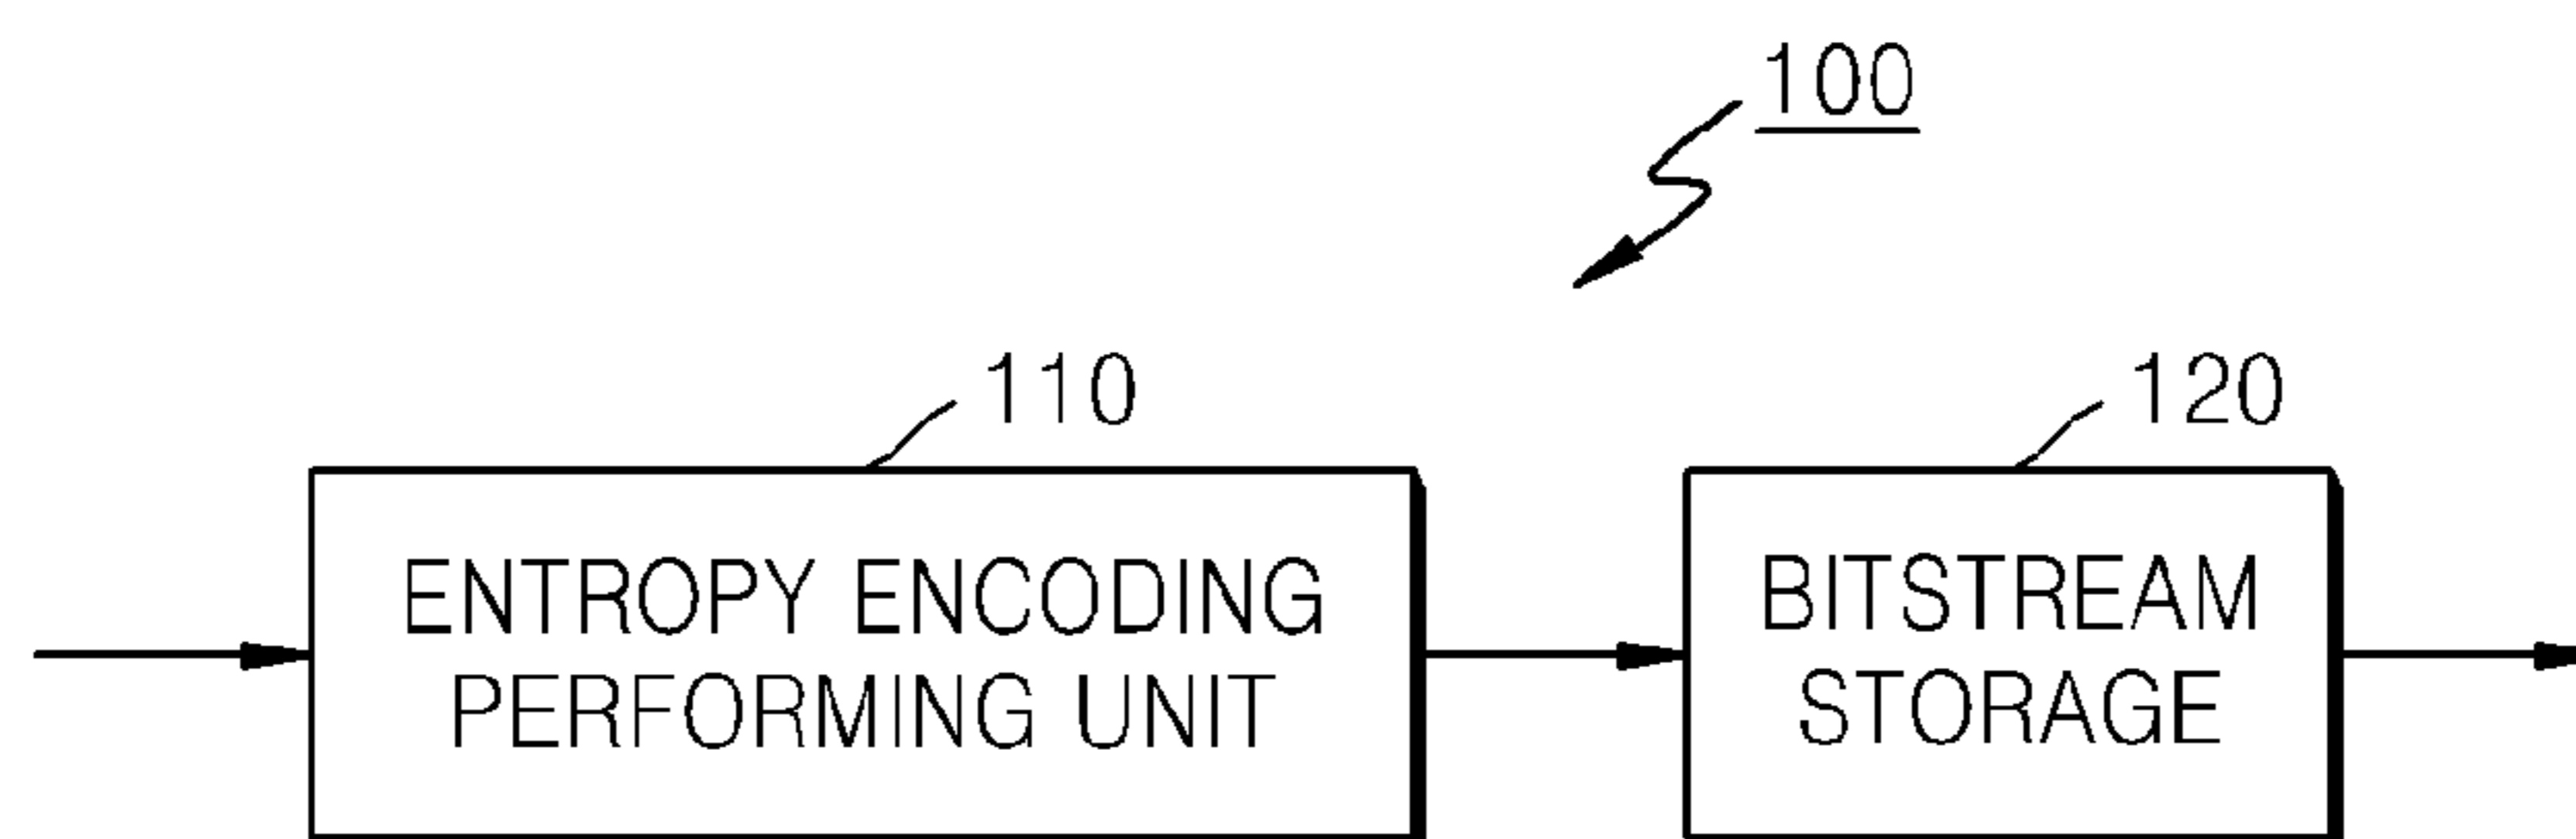 100
110
120
ENTROPY ENCODING
PERFORMING UNIT
BITSTREAM
STORAGE